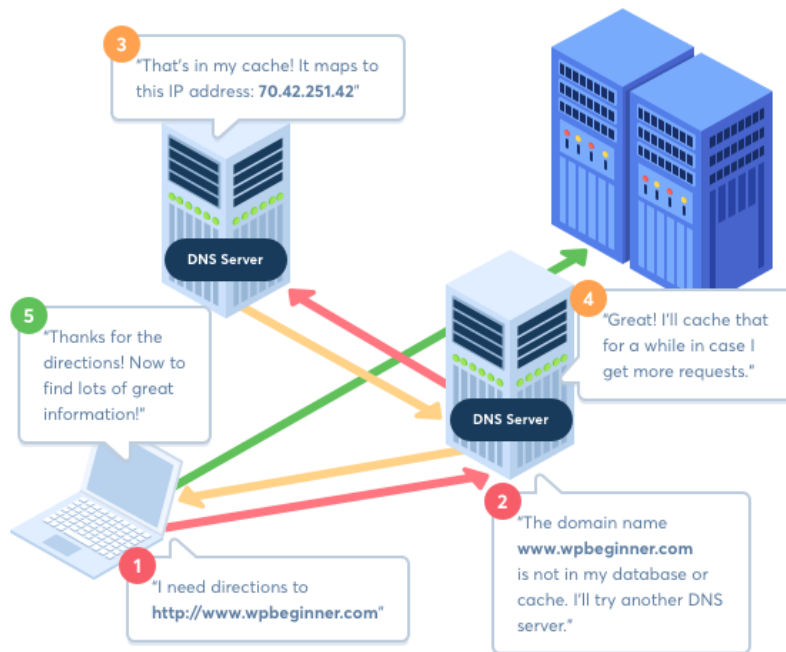 3
"That's in my cache! It maps to
this IP address: 70.42.251.42"
DNS Server
5
"Thanks for the
directions! Now to
find lots of great
information!"
4
"Great! I'll cache that
for a while in case I
get more requests."
DNS Server
1
"I need directions to
http://www.wpbeginner.com"
2
"The domain name
www.wpbeginner.com
is not in my database or
cache. I'll try another DNS
server."